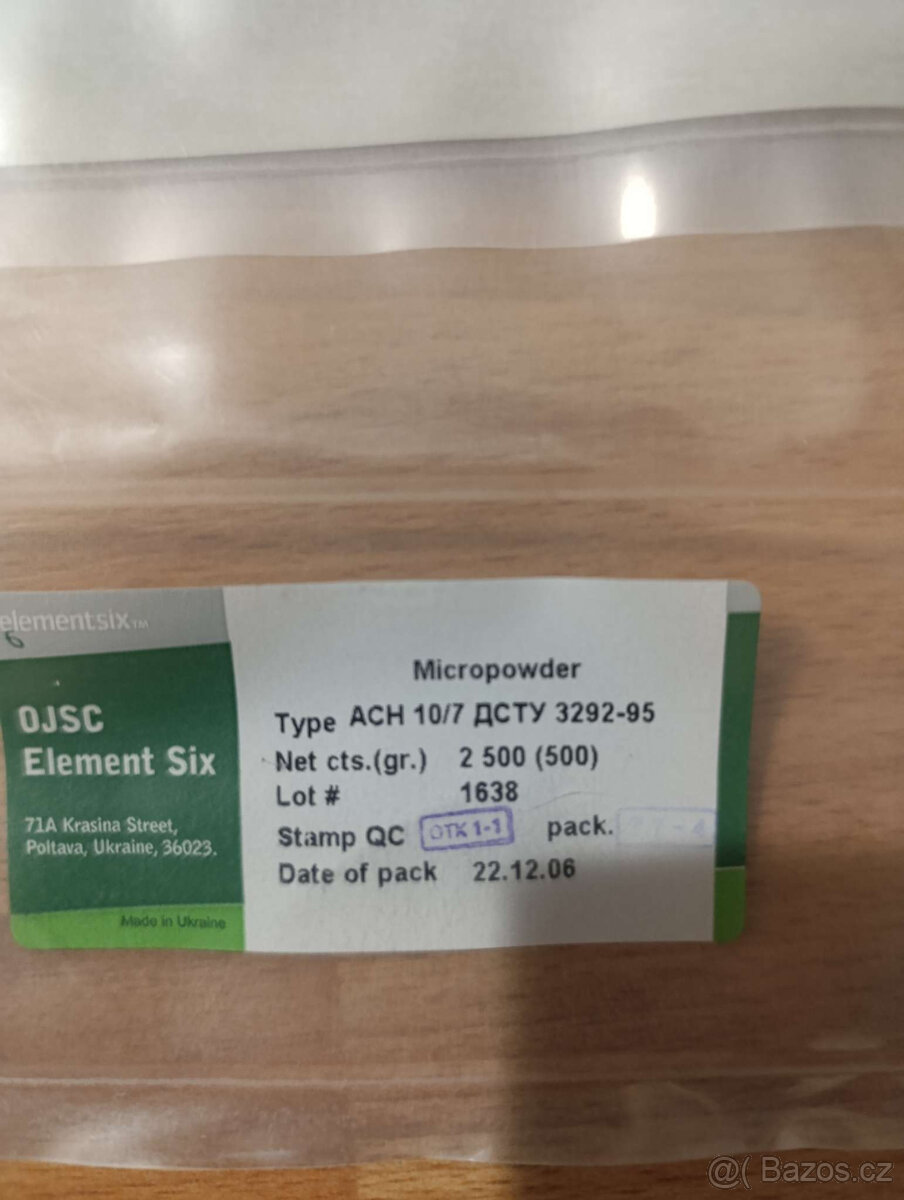 elementsix™
6
OJSC
Element Six
71A Krasina Street,
Poltava, Ukraine, 36023.
Made in Ukraine
Micropowder
Type АСН 10/7 ДСТУ 3292-95
Net cts.(gr.) 2 500 (500)
Lot # 1638
Stamp QC ОТК 1-1 pack.
Date of pack 22.12.06
@( Bazos.cz